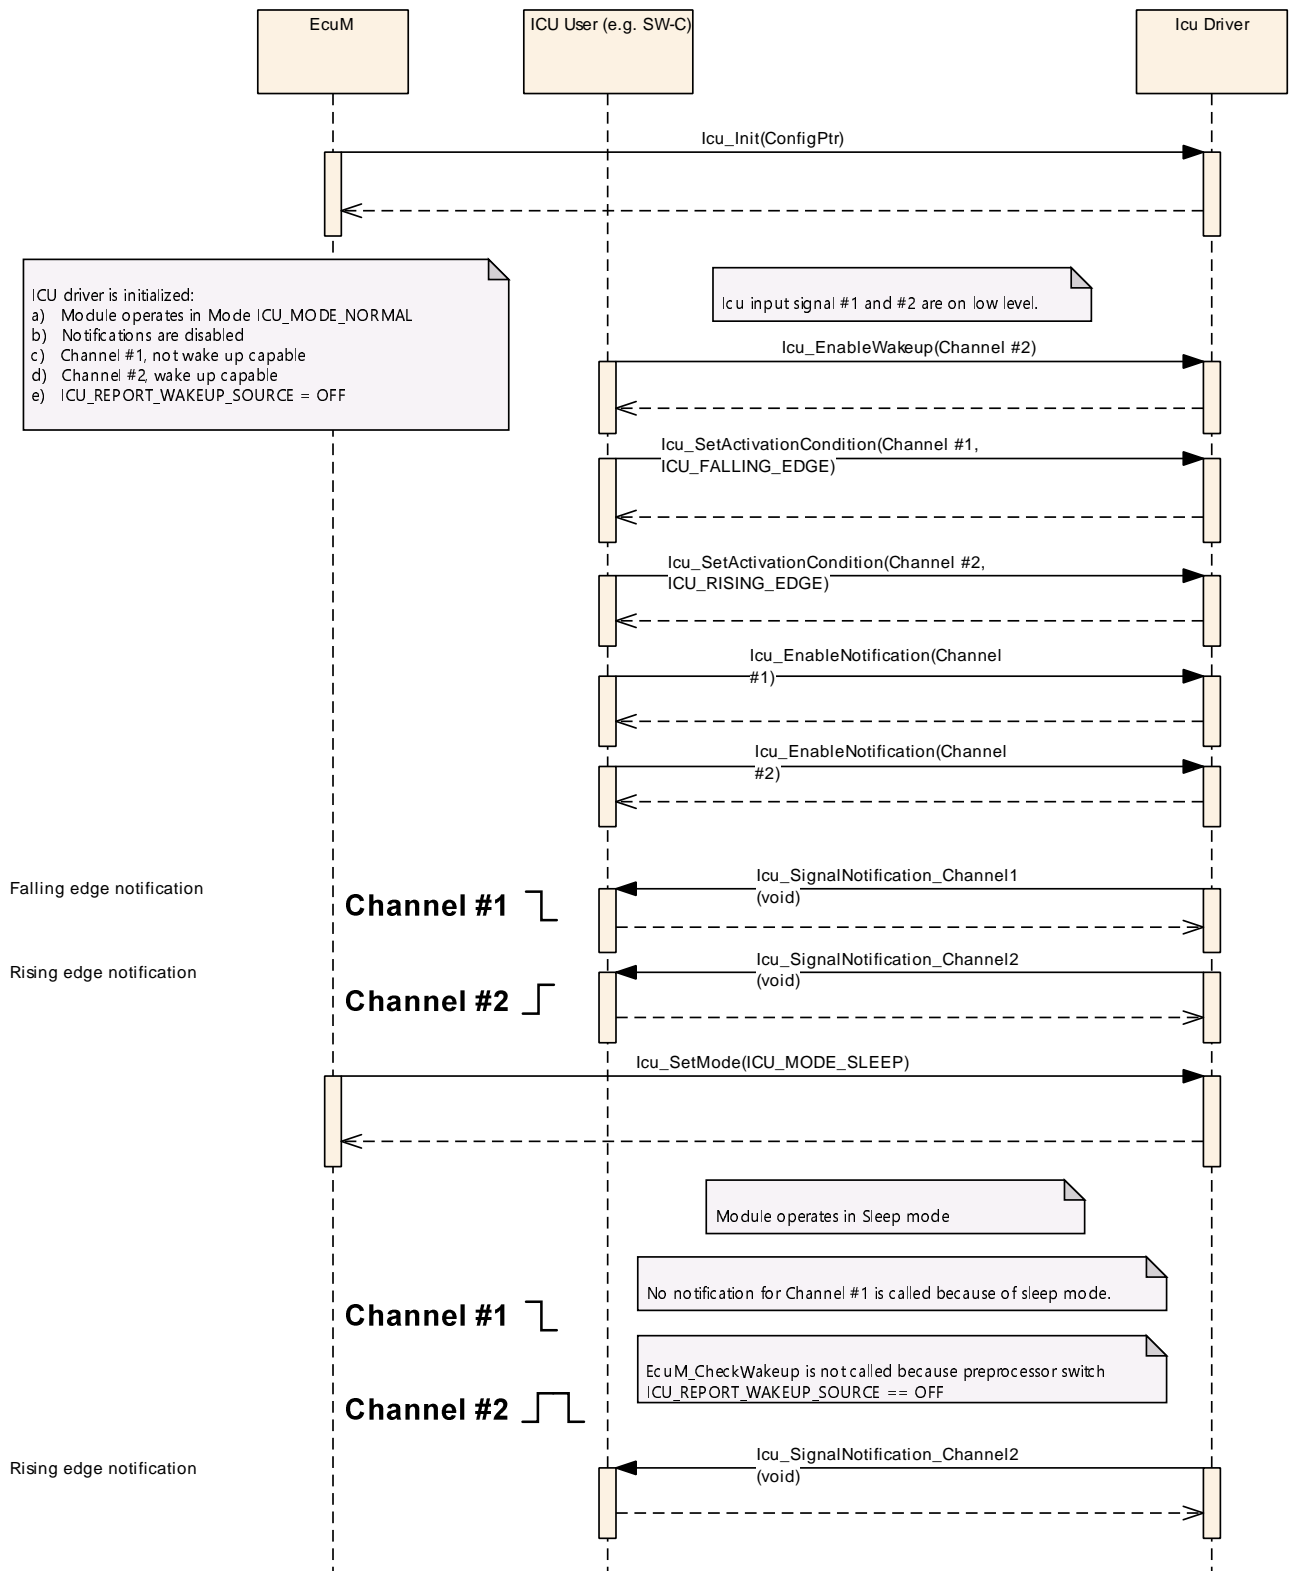 EcuM
ICU User (e.g. SW-C)
Icu Driver
Icu_Init(ConfigPtr)
ICU driver is initialized:
a) Module operates in Mode ICU_MODE_NORMAL
b) Notifications are disabled
c) Channel #1, not wake up capable
d) Channel #2, wake up capable
e) ICU_REPORT_WAKEUP_SOURCE = OFF
Icu input signal #1 and #2 are on low level.
Icu_EnableWakeup(Channel #2)
Icu_SetActivationCondition(Channel #1,
ICU_FALLING_EDGE)
Icu_SetActivationCondition(Channel #2,
ICU_RISING_EDGE)
Icu_EnableNotification(Channel
#1)
Icu_EnableNotification(Channel
#2)
Falling edge notification
Channel #1
Icu_SignalNotification_Channel1
(void)
Rising edge notification
Channel #2
Icu_SignalNotification_Channel2
(void)
Icu_SetMode(ICU_MODE_SLEEP)
Module operates in Sleep mode
No notification for Channel #1 is called because of sleep mode.
Channel #1
EcuM_CheckWakeup is not called because preprocessor switch
ICU_REPORT_WAKEUP_SOURCE == OFF
Channel #2
Rising edge notification
Icu_SignalNotification_Channel2
(void)